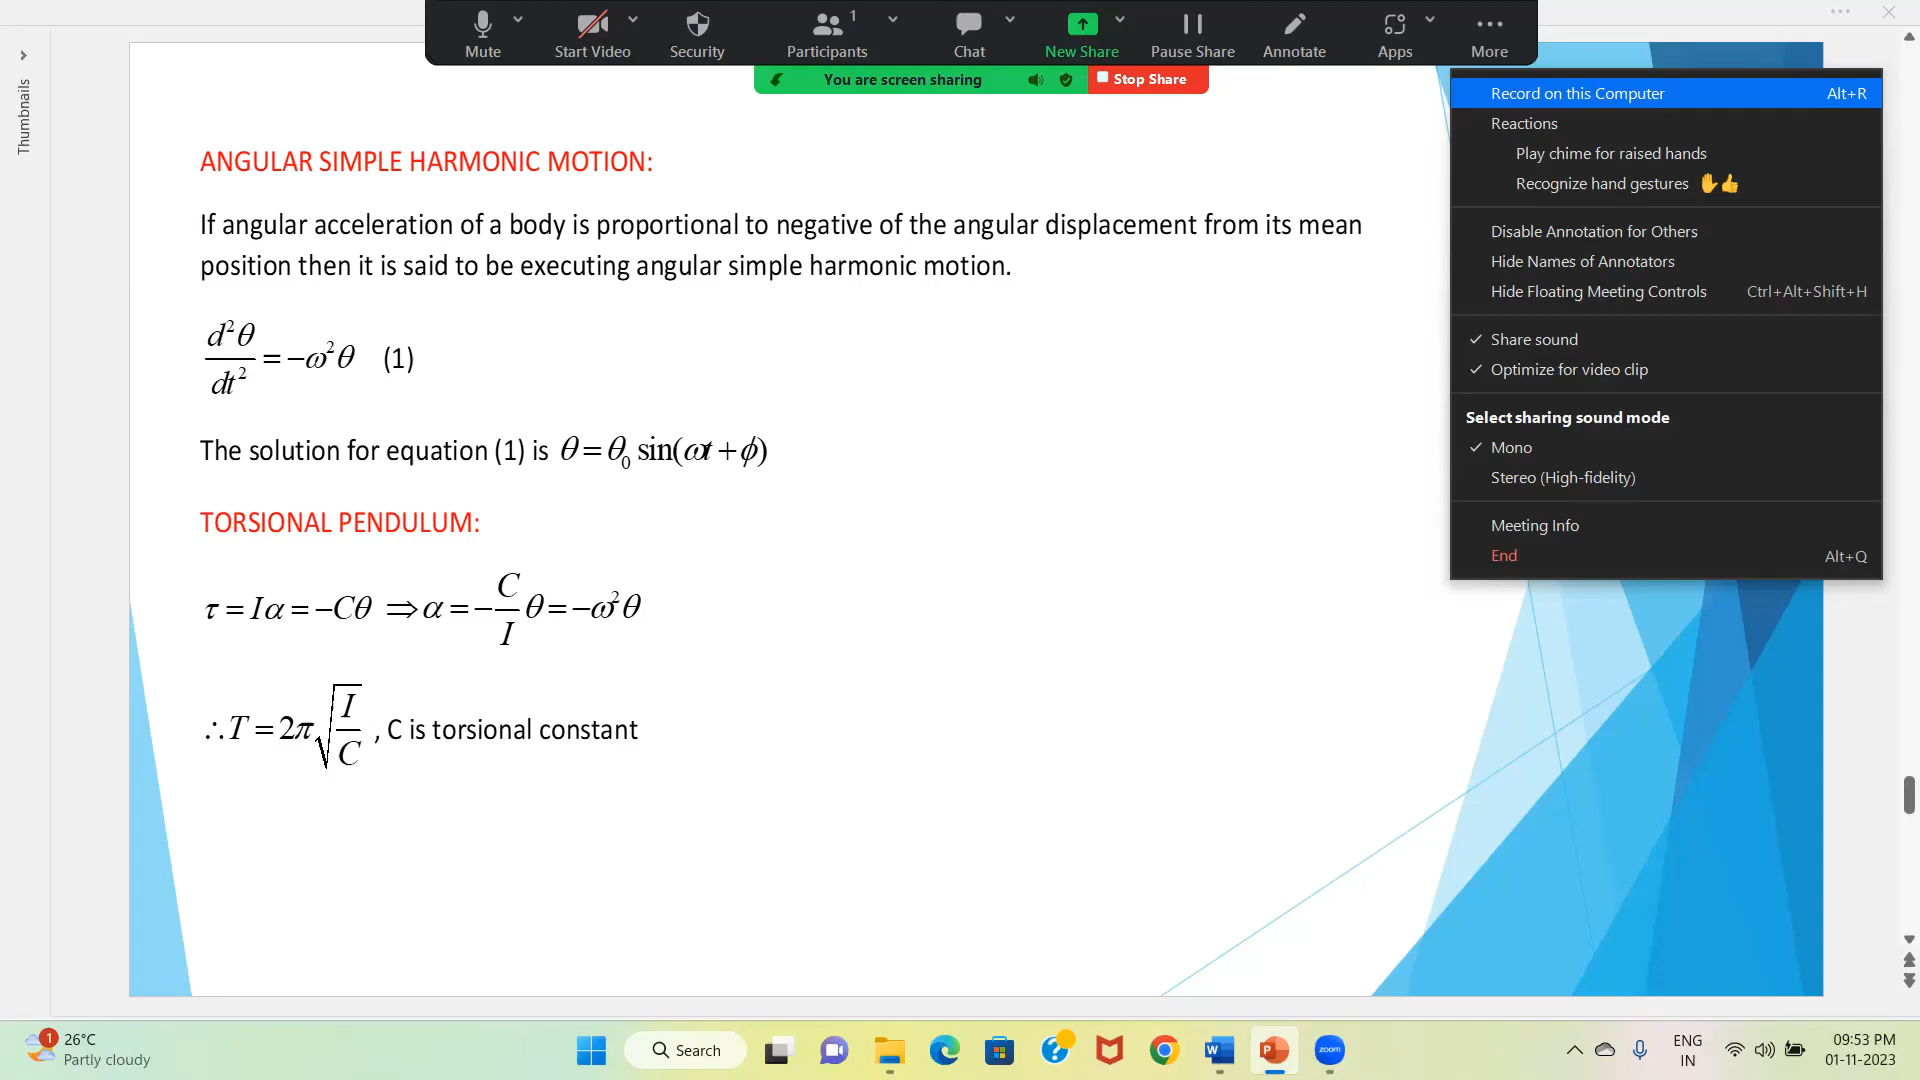 Mute
Start Video
Security
Participants
1
Chat
New Share
Pause Share
Annotate
Apps
More
You are screen sharing
Stop Share
Thumbnails
Record on this Computer Alt+R
Reactions
Play chime for raised hands
Recognize hand gestures ✋👍
Disable Annotation for Others
Hide Names of Annotators
Hide Floating Meeting Controls Ctrl+Alt+Shift+H
✓ Share sound
✓ Optimize for video clip
Select sharing sound mode
✓ Mono
Stereo (High-fidelity)
Meeting Info
End Alt+Q
ANGULAR SIMPLE HARMONIC MOTION:
If angular acceleration of a body is proportional to negative of the angular displacement from its mean
position then it is said to be executing angular simple harmonic motion.
d²θ/dt² = −ω²θ (1)
The solution for equation (1) is θ = θ₀ sin(ωt + ϕ)
TORSIONAL PENDULUM:
τ = Iα = −Cθ ⇒ α = −C/I θ = −ω²θ
∴ T = 2π√(I/C) , C is torsional constant
1
26°C
Partly cloudy
Search
zoom
ENG
IN
09:53 PM
01-11-2023